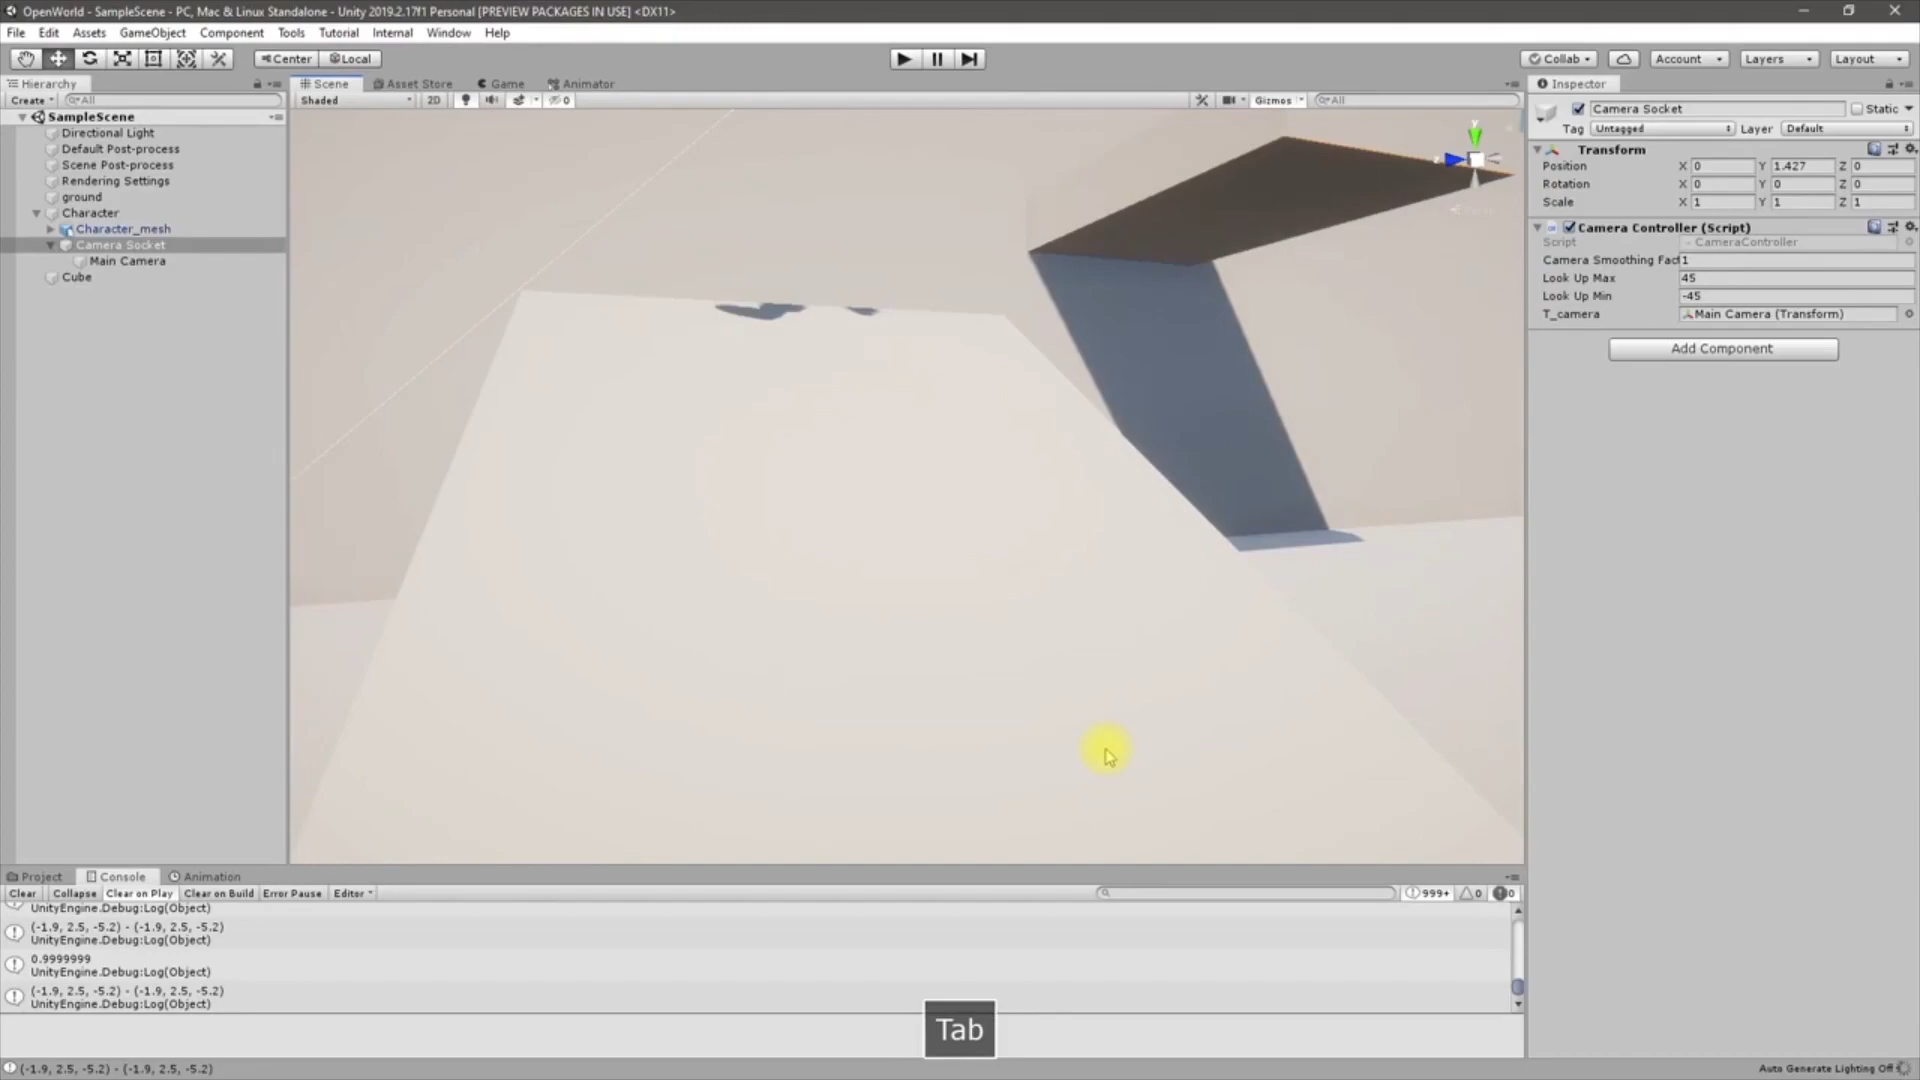 OpenWorld - SampleScene - PC, Mac & Linux Standalone - Unity 2019.2.17f1 Personal [PREVIEW PACKAGES IN USE] <DX11>
File Edit Assets GameObject Component Tools Tutorial Internal Window Help
Center Local Collab Account Layers Layout
Hierarchy
Create All
SampleScene
Directional Light
Default Post-process
Scene Post-process
Rendering Settings
ground
Character
Character_mesh
Camera Socket
Main Camera
Cube
Scene Asset Store Game Animator
Shaded 2D 0 Gizmos All
y
Inspector
Camera Socket Static
Tag Untagged Layer Default
Transform
Position X 0 Y 1.427 Z 0
Rotation X 0 Y 0 Z 0
Scale X 1 Y 1 Z 1
Camera Controller (Script)
Script CameraController
Camera Smoothing Fact 1
Look Up Max 45
Look Up Min -45
T_camera Main Camera (Transform)
Add Component
Project Console Animation
Clear Collapse Clear on Play Clear on Build Error Pause Editor 999+ 0 0
UnityEngine.Debug:Log(Object)
(-1.9, 2.5, -5.2) - (-1.9, 2.5, -5.2)
UnityEngine.Debug:Log(Object)
0.9999999
UnityEngine.Debug:Log(Object)
(-1.9, 2.5, -5.2) - (-1.9, 2.5, -5.2)
UnityEngine.Debug:Log(Object)
Tab
(-1.9, 2.5, -5.2) - (-1.9, 2.5, -5.2)
Auto Generate Lighting Off